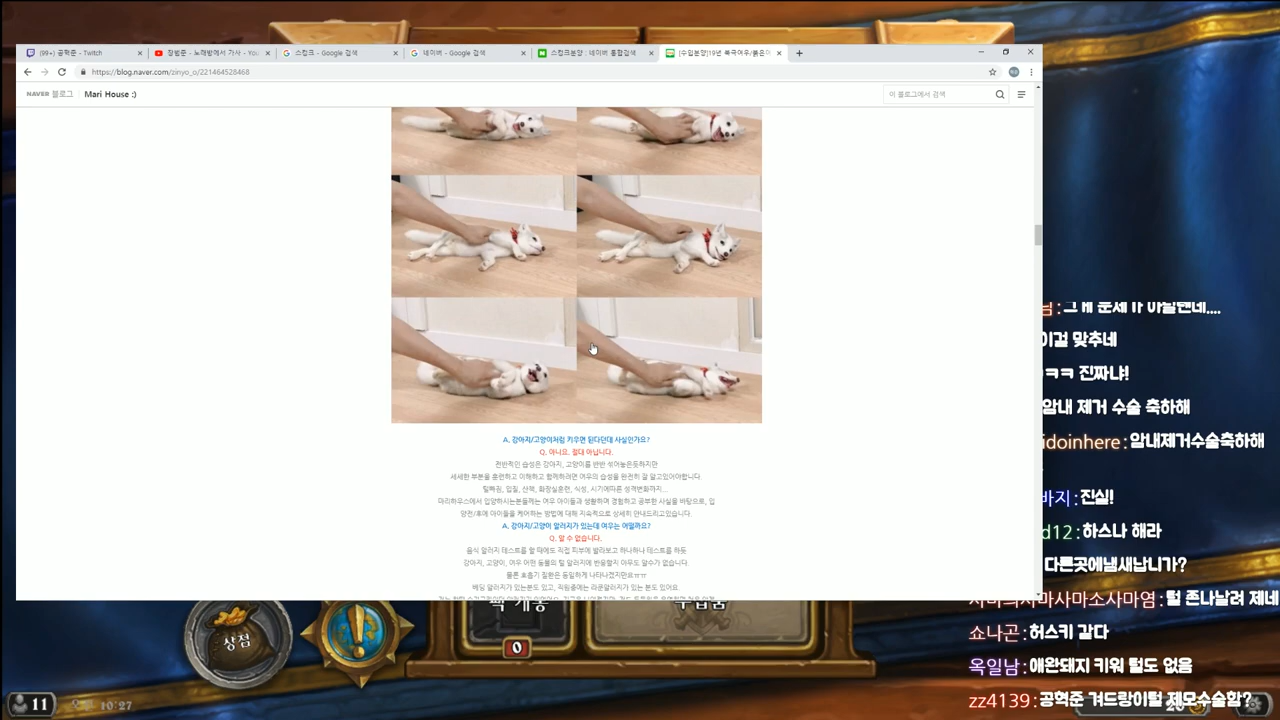 (99+) 공혁준 - Twitch
장범준 - 노래방에서 가사 - You
스컹크 - Google 검색
네이버 - Google 검색
스컹크분양 : 네이버 통합검색
[수입분양]19년 북극여우/붉은여
https://blog.naver.com/zinyo_o/221464528468
NAVER 블로그
Mari House :)
이 블로그에서 검색
A. 강아지/고양이처럼 키우면 된다던데 사실인가요?
Q. 아니요. 절대 아닙니다.
전반적인 습성은 강아지, 고양이를 반반 섞어놓은듯하지만
세세한 부분을 훈련하고 이해하고 함께하려면 여우의 습성을 완전히 잘 알고있어야합니다.
털빠짐, 입질, 산책, 화장실훈련, 식성, 시기에따른 성격변화까지...
마리하우스에서 입양하시는분들께는 여우 아이들과 생활하며 경험하고 공부한 사실을 바탕으로, 입
양전/후에 아이들을 케어하는 방법에 대해 지속적으로 상세히 안내드리고있습니다.
A. 강아지/고양이 알러지가 있는데 여우는 어떨까요?
Q. 알 수 없습니다.
음식 알러지 테스트를 할 때에도 직접 피부에 발라보고 하나하나 테스트를 하듯
강아지, 고양이, 여우 어떤 동물의 털 알러지에 반응할지 아무도 알수가 없습니다.
물론 호흡기 질환은 동일하게 나타나겠지만요ㅠㅠ
베임 알러지가 있는분도 있고, 직원중에는 라쿤알러지가 있는 분도 있어요.
이걸 맞추네
ㅋㅋ 진짜냐!
암내 제거 수술 축하해
idoinhere : 암내제거수술축하해
바지 : 진실!
d12 : 하스나 해라
다른곳에냄새납니가?
사마의사마사마소사마염 : 털 존나날려 제네
쇼나곤 : 허스키 같다
옥일남 : 애완돼지 키워 털도 없음
zz4139 : 공혁준 겨드랑이털 제모수술함?
상점
0
11
10:27